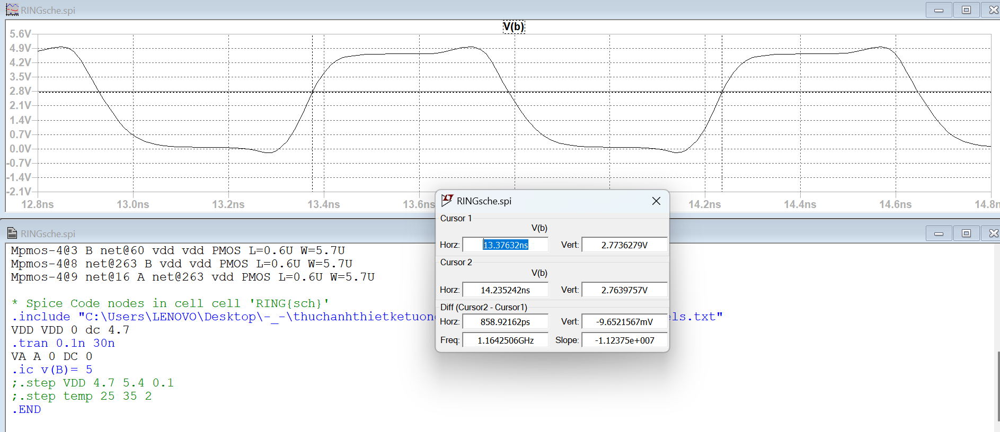 RINGsche.spi
V(b)
5.6V
4.9V
4.2V
3.5V
2.8V
2.1V
1.4V
0.7V
0.0V
-0.7V
-1.4V
-2.1V
12.8ns 13.0ns 13.2ns 13.4ns 13.6ns 14.2ns 14.4ns 14.6ns 14.8n
RINGsche.spi
Cursor 1
V(b)
Horz: 13.37632ns Vert: 2.7736279V
Cursor 2
V(b)
Horz: 14.235242ns Vert: 2.7639757V
Diff (Cursor2 - Cursor1)
Horz: 858.92162ps Vert: -9.6521567mV
Freq: 1.1642506GHz Slope: -1.12375e+007
RINGsche.spi
Mpmos-4@3 B net@60 vdd vdd PMOS L=0.6U W=5.7U
Mpmos-4@8 net@263 B vdd vdd PMOS L=0.6U W=5.7U
Mpmos-4@9 net@16 A net@263 vdd PMOS L=0.6U W=5.7U
* Spice Code nodes in cell cell 'RING{sch}'
.include "C:\Users\LENOVO\Desktop\-_-\thuchanhthietketuon els.txt"
VDD VDD 0 dc 4.7
.tran 0.1n 30n
VA A 0 DC 0
.ic v(B)= 5
;.step VDD 4.7 5.4 0.1
;.step temp 25 35 2
.END